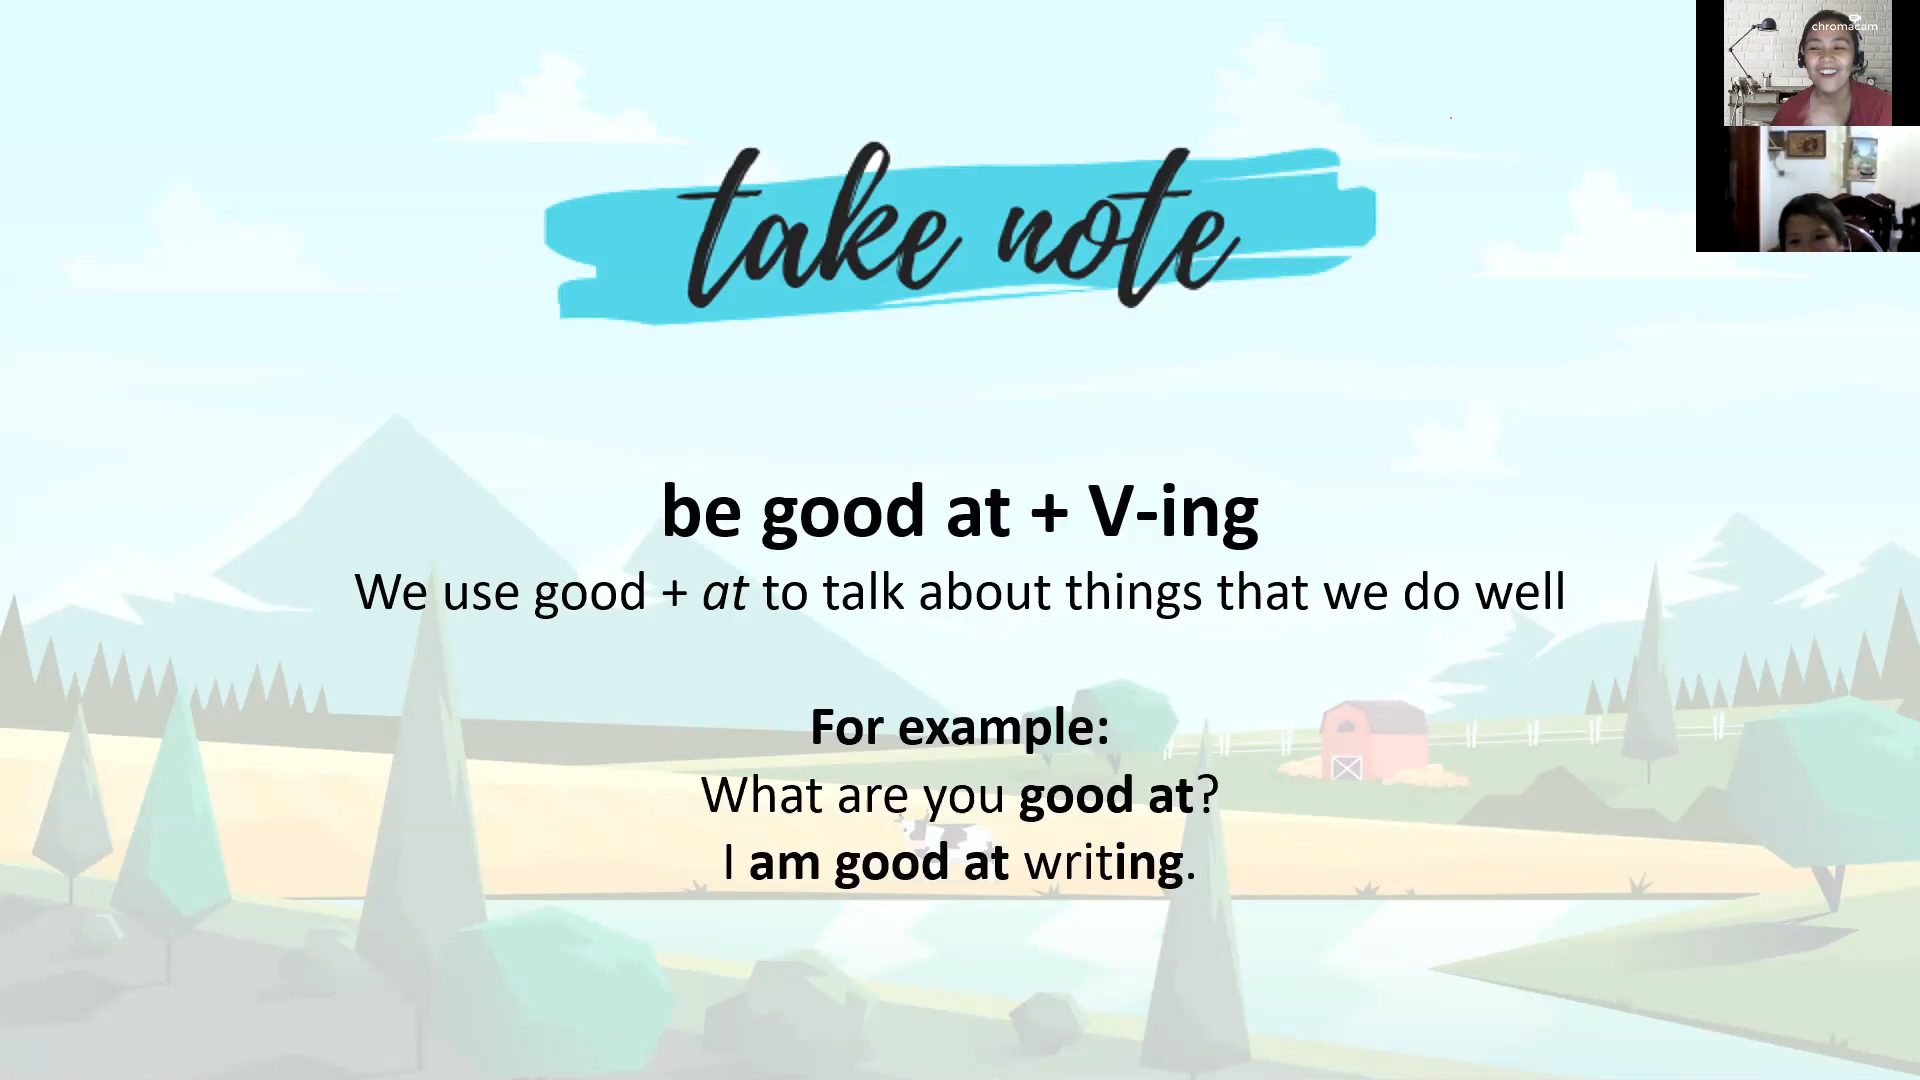 chromacam
take note
be good at + V-ing
We use good + at to talk about things that we do well
For example:
What are you good at?
I am good at writing.